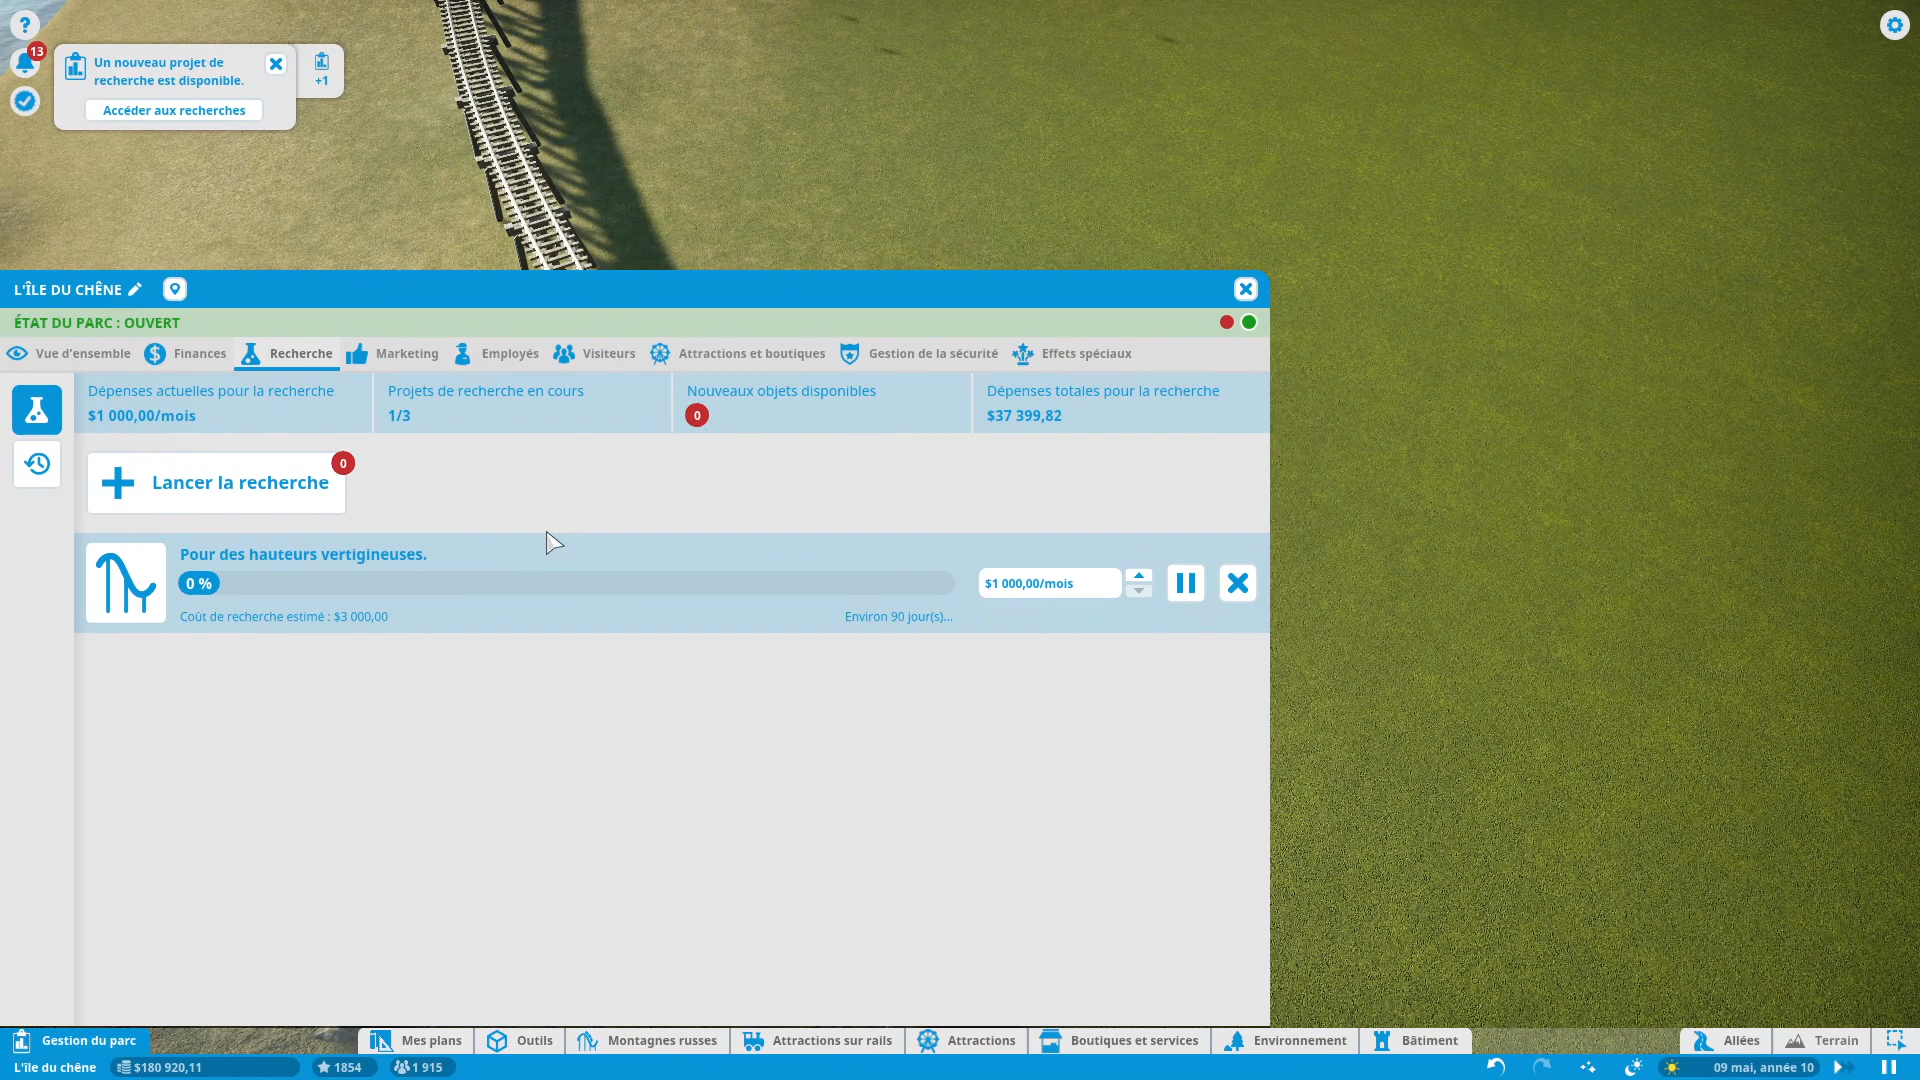 ?
13
Un nouveau projet de
recherche est disponible.
Accéder aux recherches
+1
L'ÎLE DU CHÊNE
ÉTAT DU PARC : OUVERT
Vue d'ensemble
Finances
Recherche
Marketing
Employés
Visiteurs
Attractions et boutiques
Gestion de la sécurité
Effets spéciaux
Dépenses actuelles pour la recherche
$1 000,00/mois
Projets de recherche en cours
1/3
Nouveaux objets disponibles
0
Dépenses totales pour la recherche
$37 399,82
Lancer la recherche
0
Pour des hauteurs vertigineuses.
0 %
$1 000,00/mois
Coût de recherche estimé : $3 000,00
Environ 90 jour(s)...
Gestion du parc
Mes plans
Outils
Montagnes russes
Attractions sur rails
Attractions
Boutiques et services
Environnement
Bâtiment
Allées
Terrain
L'île du chêne
$180 920,11
1854
1 915
09 mai, année 10